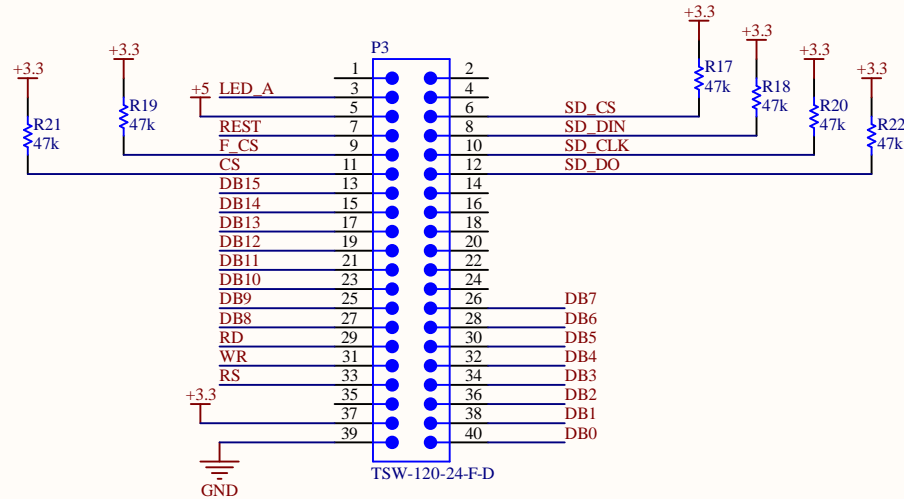 P3
+3.3
R17
47k
+3.3
R18
47k
+3.3
R20
47k
+3.3
R22
47k
+3.3
R19
47k
+3.3
R21
47k
1 2
LED_A 3 4
+5 5 6 SD_CS
REST 7 8 SD_DIN
F_CS 9 10 SD_CLK
CS 11 12 SD_DO
DB15 13 14
DB14 15 16
DB13 17 18
DB12 19 20
DB11 21 22
DB10 23 24
DB9 25 26 DB7
DB8 27 28 DB6
RD 29 30 DB5
WR 31 32 DB4
RS 33 34 DB3
35 36 DB2
+3.3 37 38 DB1
39 40 DB0
GND
TSW-120-24-F-D